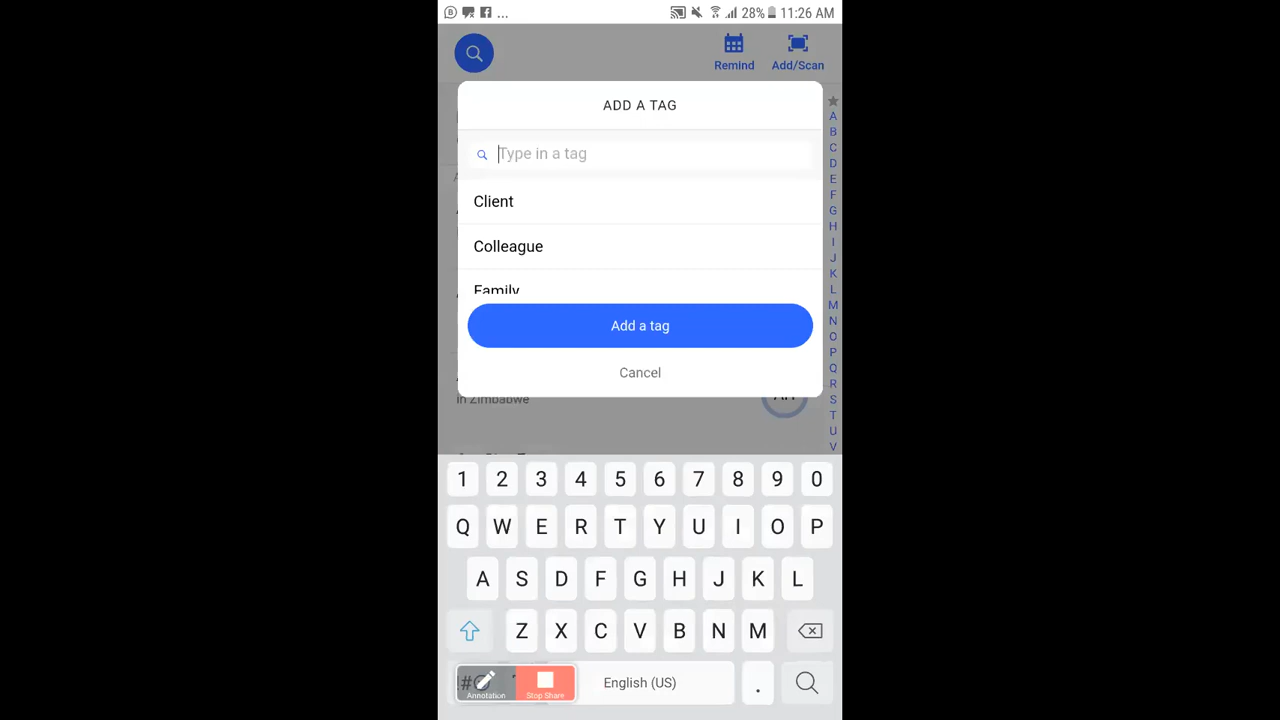 ... 28% 11:26 AM
Remind Add/Scan
ADD A TAG
Type in a tag
Client
Colleague
Family
Add a tag
Cancel
in Zimbabwe
A
B
C
D
E
F
G
H
I
J
K
L
M
N
O
P
Q
R
S
T
U
V
1 2 3 4 5 6 7 8 9 0
Q W E R T Y U I O P
A S D F G H J K L
Z X C V B N M
Annotation Stop Share English (US) .